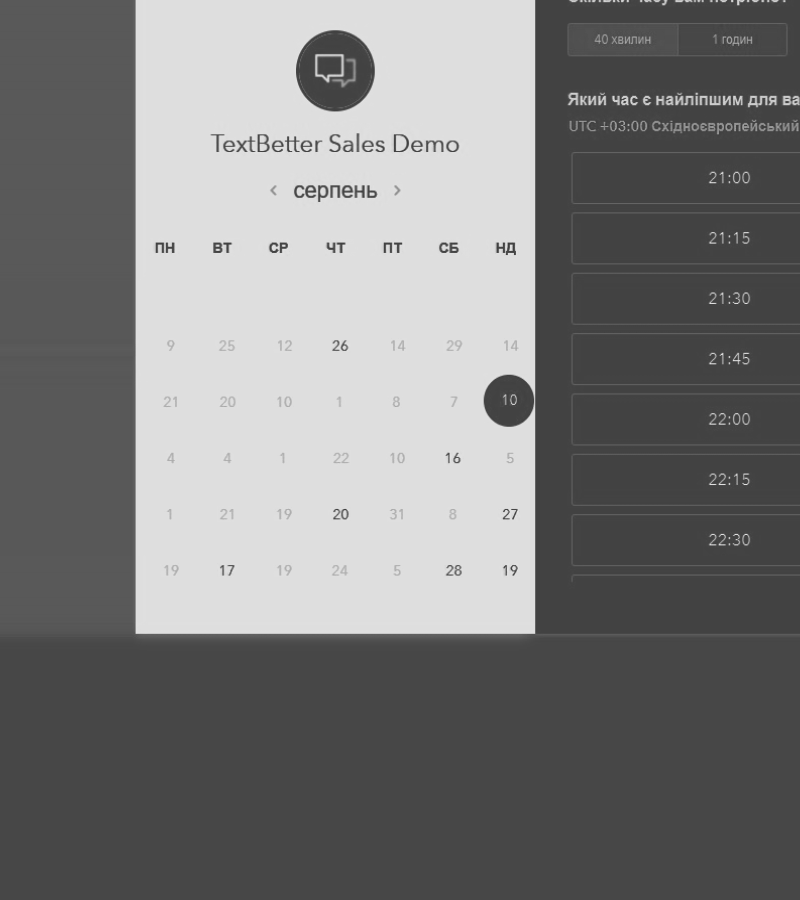 TextBetter Sales Demo
серпень
ПН ВТ СР ЧТ ПТ СБ НД
9 25 12 26 14 29 14
21 20 10 1 8 7 10
4 4 1 22 10 16 5
1 21 19 20 31 8 27
19 17 19 24 5 28 19
40 хвилин 1 годин
Який час є найліпшим для ва
UTC +03:00 Східноєвропейський
21:00
21:15
21:30
21:45
22:00
22:15
22:30